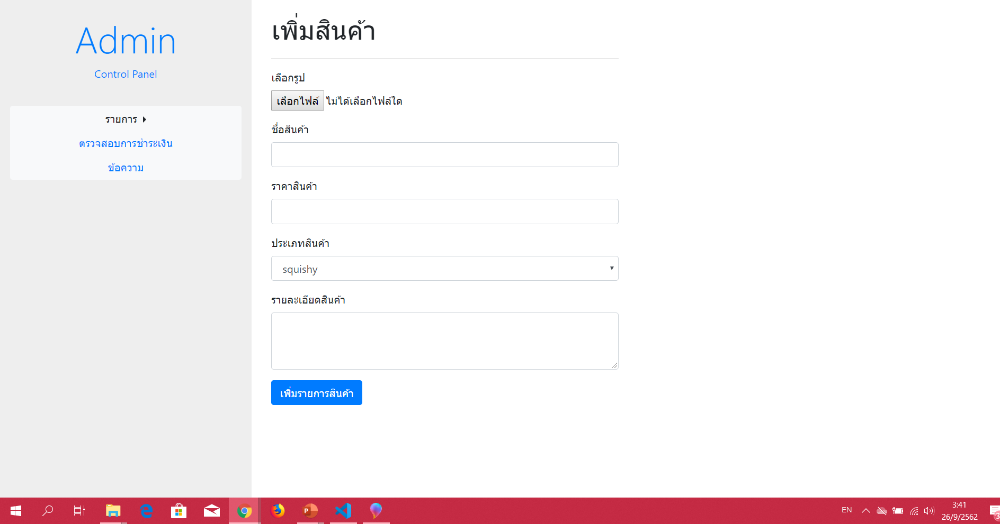 Admin
Control Panel
รายการ
ตรวจสอบการชำระเงิน
ข้อความ
เพิ่มสินค้า
เลือกรูป
เลือกไฟล์ ไม่ได้เลือกไฟล์ใด
ชื่อสินค้า
ราคาสินค้า
ประเภทสินค้า
squishy
รายละเอียดสินค้า
เพิ่มรายการสินค้า
P
EN
3:41
26/9/2562
3